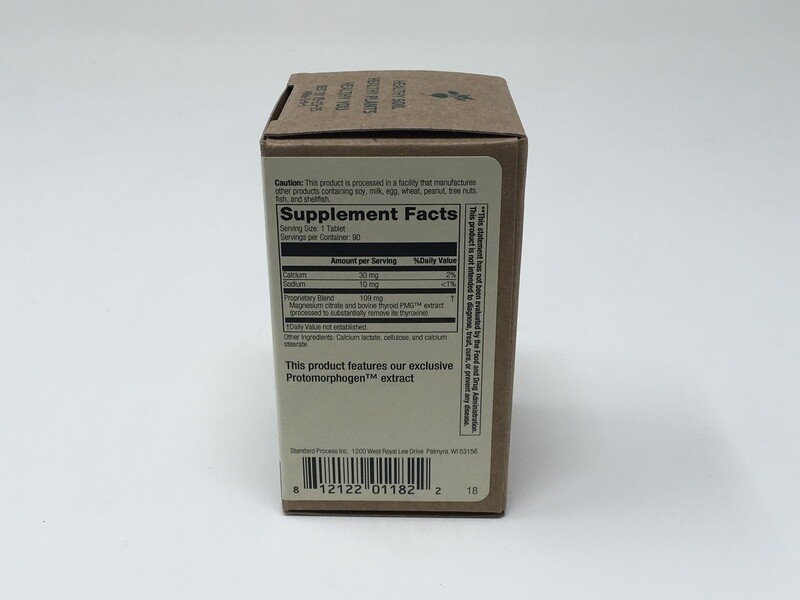 HEALTHY SOIL
HEALTHY PLANTS
HEALTHY YOU
Caution: This product is processed in a facility that manufactures
other products containing soy, milk, egg, wheat, peanut, tree nuts,
fish, and shellfish.
Supplement Facts
Serving Size: 1 Tablet
Servings per Container: 90
Amount per Serving %Daily Value
Calcium 30 mg 2%
Sodium 10 mg <1%
Proprietary Blend 109 mg †
Magnesium citrate and bovine thyroid PMG™ extract
(processed to substantially remove its thyroxine).
†Daily Value not established.
Other Ingredients: Calcium lactate, cellulose, and calcium
stearate.
This product features our exclusive
Protomorphogen™ extract
**This statement has not been evaluated by the Food and Drug Administration.
This product is not intended to diagnose, treat, cure, or prevent any disease.
Standard Process Inc. 1200 West Royal Lee Drive Palmyra, WI 53156
8 12122 01182 2
18